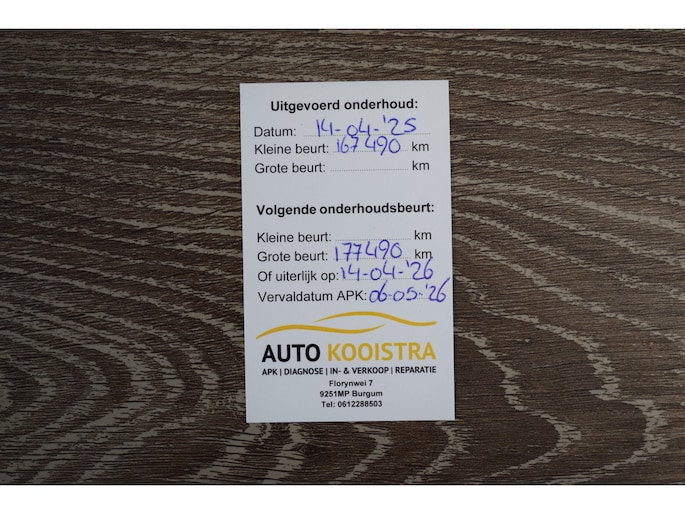 Uitgevoerd onderhoud:
Datum: 14-04-'25
Kleine beurt: 167490 km
Grote beurt: km
Volgende onderhoudsbeurt:
Kleine beurt: km
Grote beurt: 177490 km
Of uiterlijk op: 14-04-'26
Vervaldatum APK: 06-05-'26
AUTO KOOISTRA
APK | DIAGNOSE | IN- & VERKOOP | REPARATIE
Florynwei 7
9251MP Burgum
Tel: 0612288503